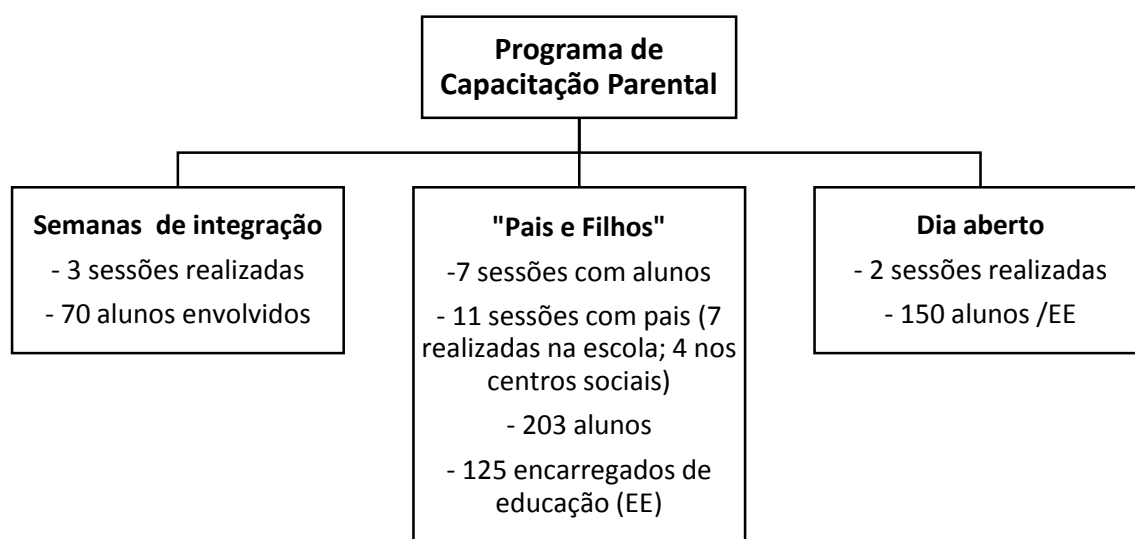 Programa de
Capacitação Parental
Semanas de integração
- 3 sessões realizadas
- 70 alunos envolvidos
"Pais e Filhos"
-7 sessões com alunos
- 11 sessões com pais (7
realizadas na escola; 4 nos
centros sociais)
- 203 alunos
- 125 encarregados de
educação (EE)
Dia aberto
- 2 sessões realizadas
- 150 alunos /EE